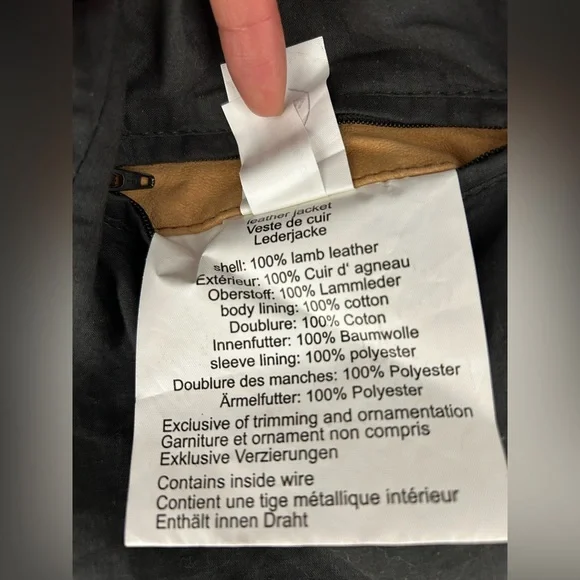 leather jacket
Veste de cuir
Lederjacke
shell: 100% lamb leather
Extérieur: 100% Cuir d' agneau
Oberstoff: 100% Lammleder
body lining: 100% cotton
Doublure: 100% Coton
Innenfutter: 100% Baumwolle
sleeve lining: 100% polyester
Doublure des manches: 100% Polyester
Ärmelfutter: 100% Polyester
Exclusive of trimming and ornamentation
Garniture et ornament non compris
Exklusive Verzierungen
Contains inside wire
Contient une tige métallique intérieur
Enthält innen Draht